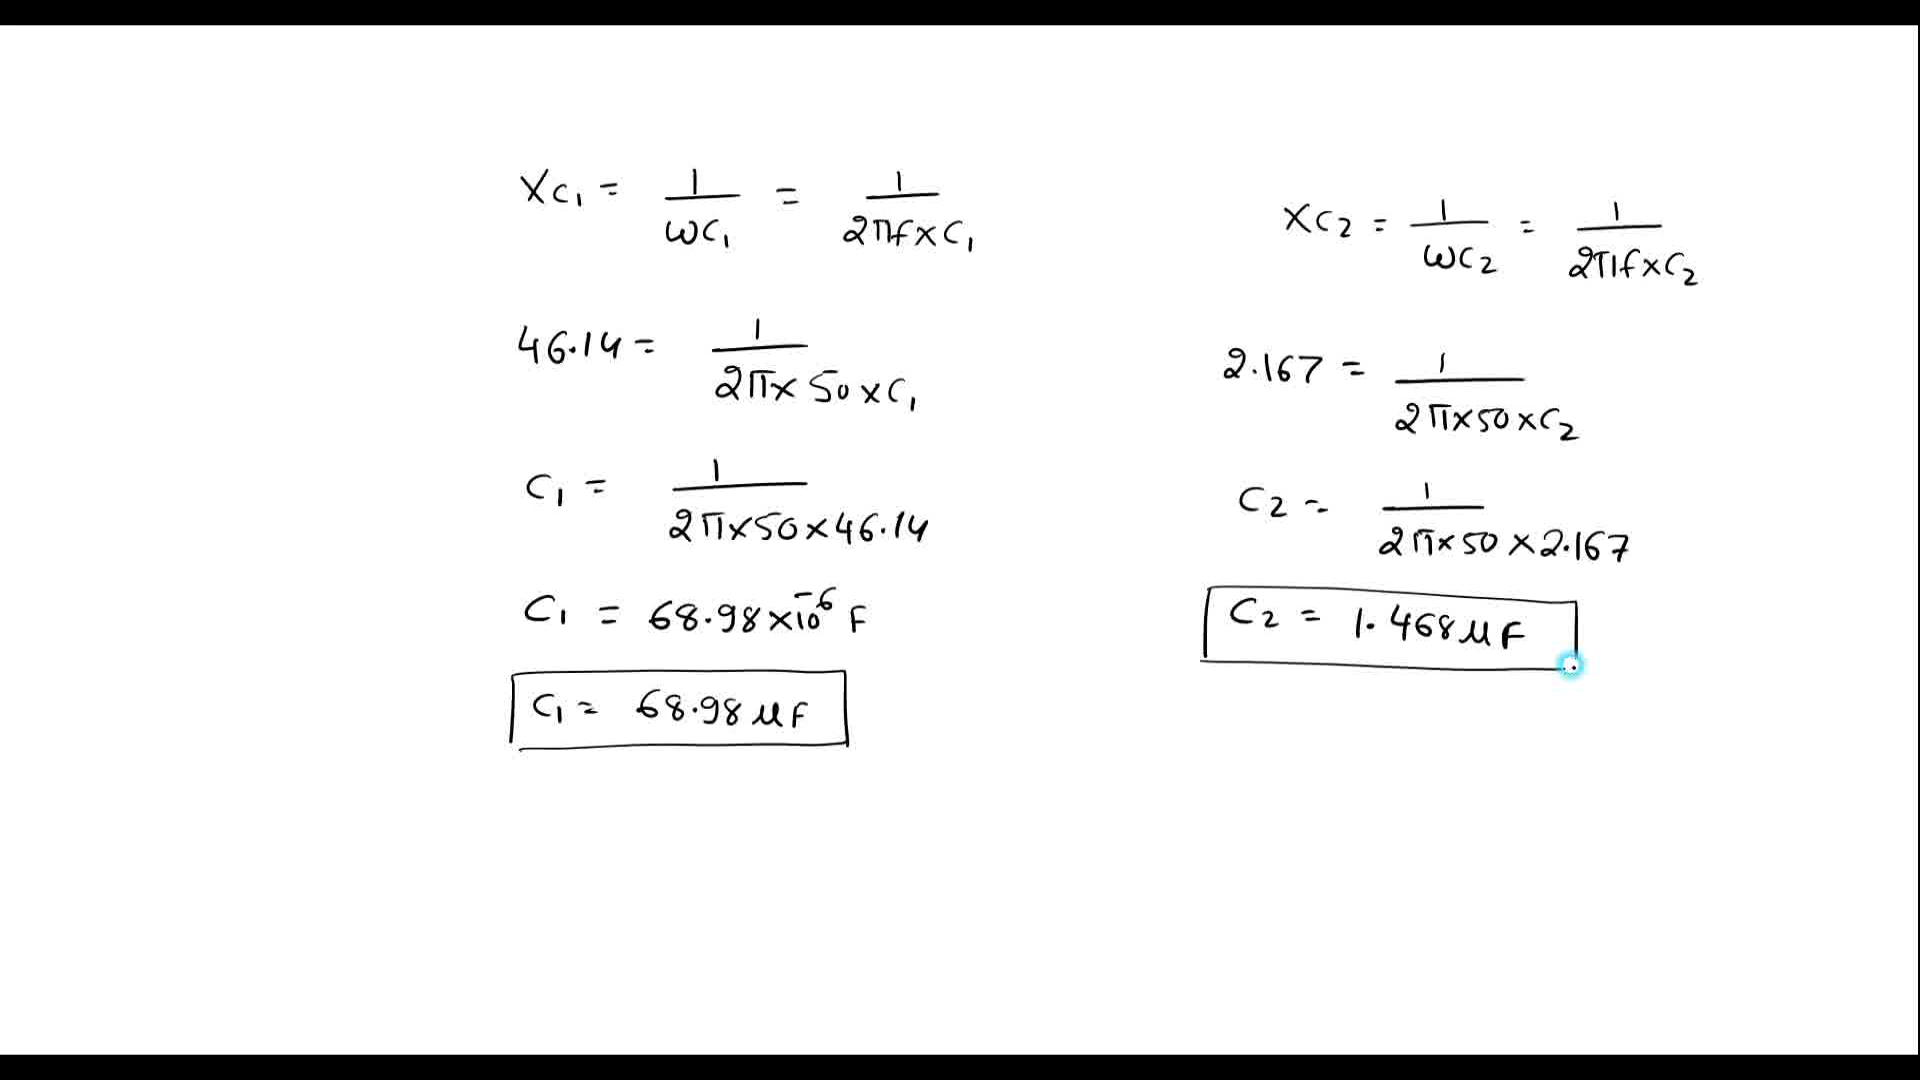 Xc₁ = 1/ωC₁ = 1/2πf×C₁
46.14 = 1/2π×50×C₁
C₁ = 1/2π×50×46.14
C₁ = 68.98×10⁻⁶ F
C₁ = 68.98 μF
Xc₂ = 1/ωC₂ = 1/2πf×C₂
2.167 = 1/2π×50×C₂
C₂ = 1/2π×50×2.167
C₂ = 1.468 μF